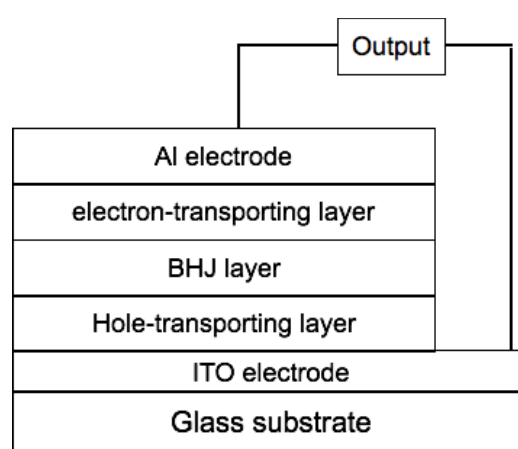 Output
Al electrode
electron-transporting layer
BHJ layer
Hole-transporting layer
ITO electrode
Glass substrate